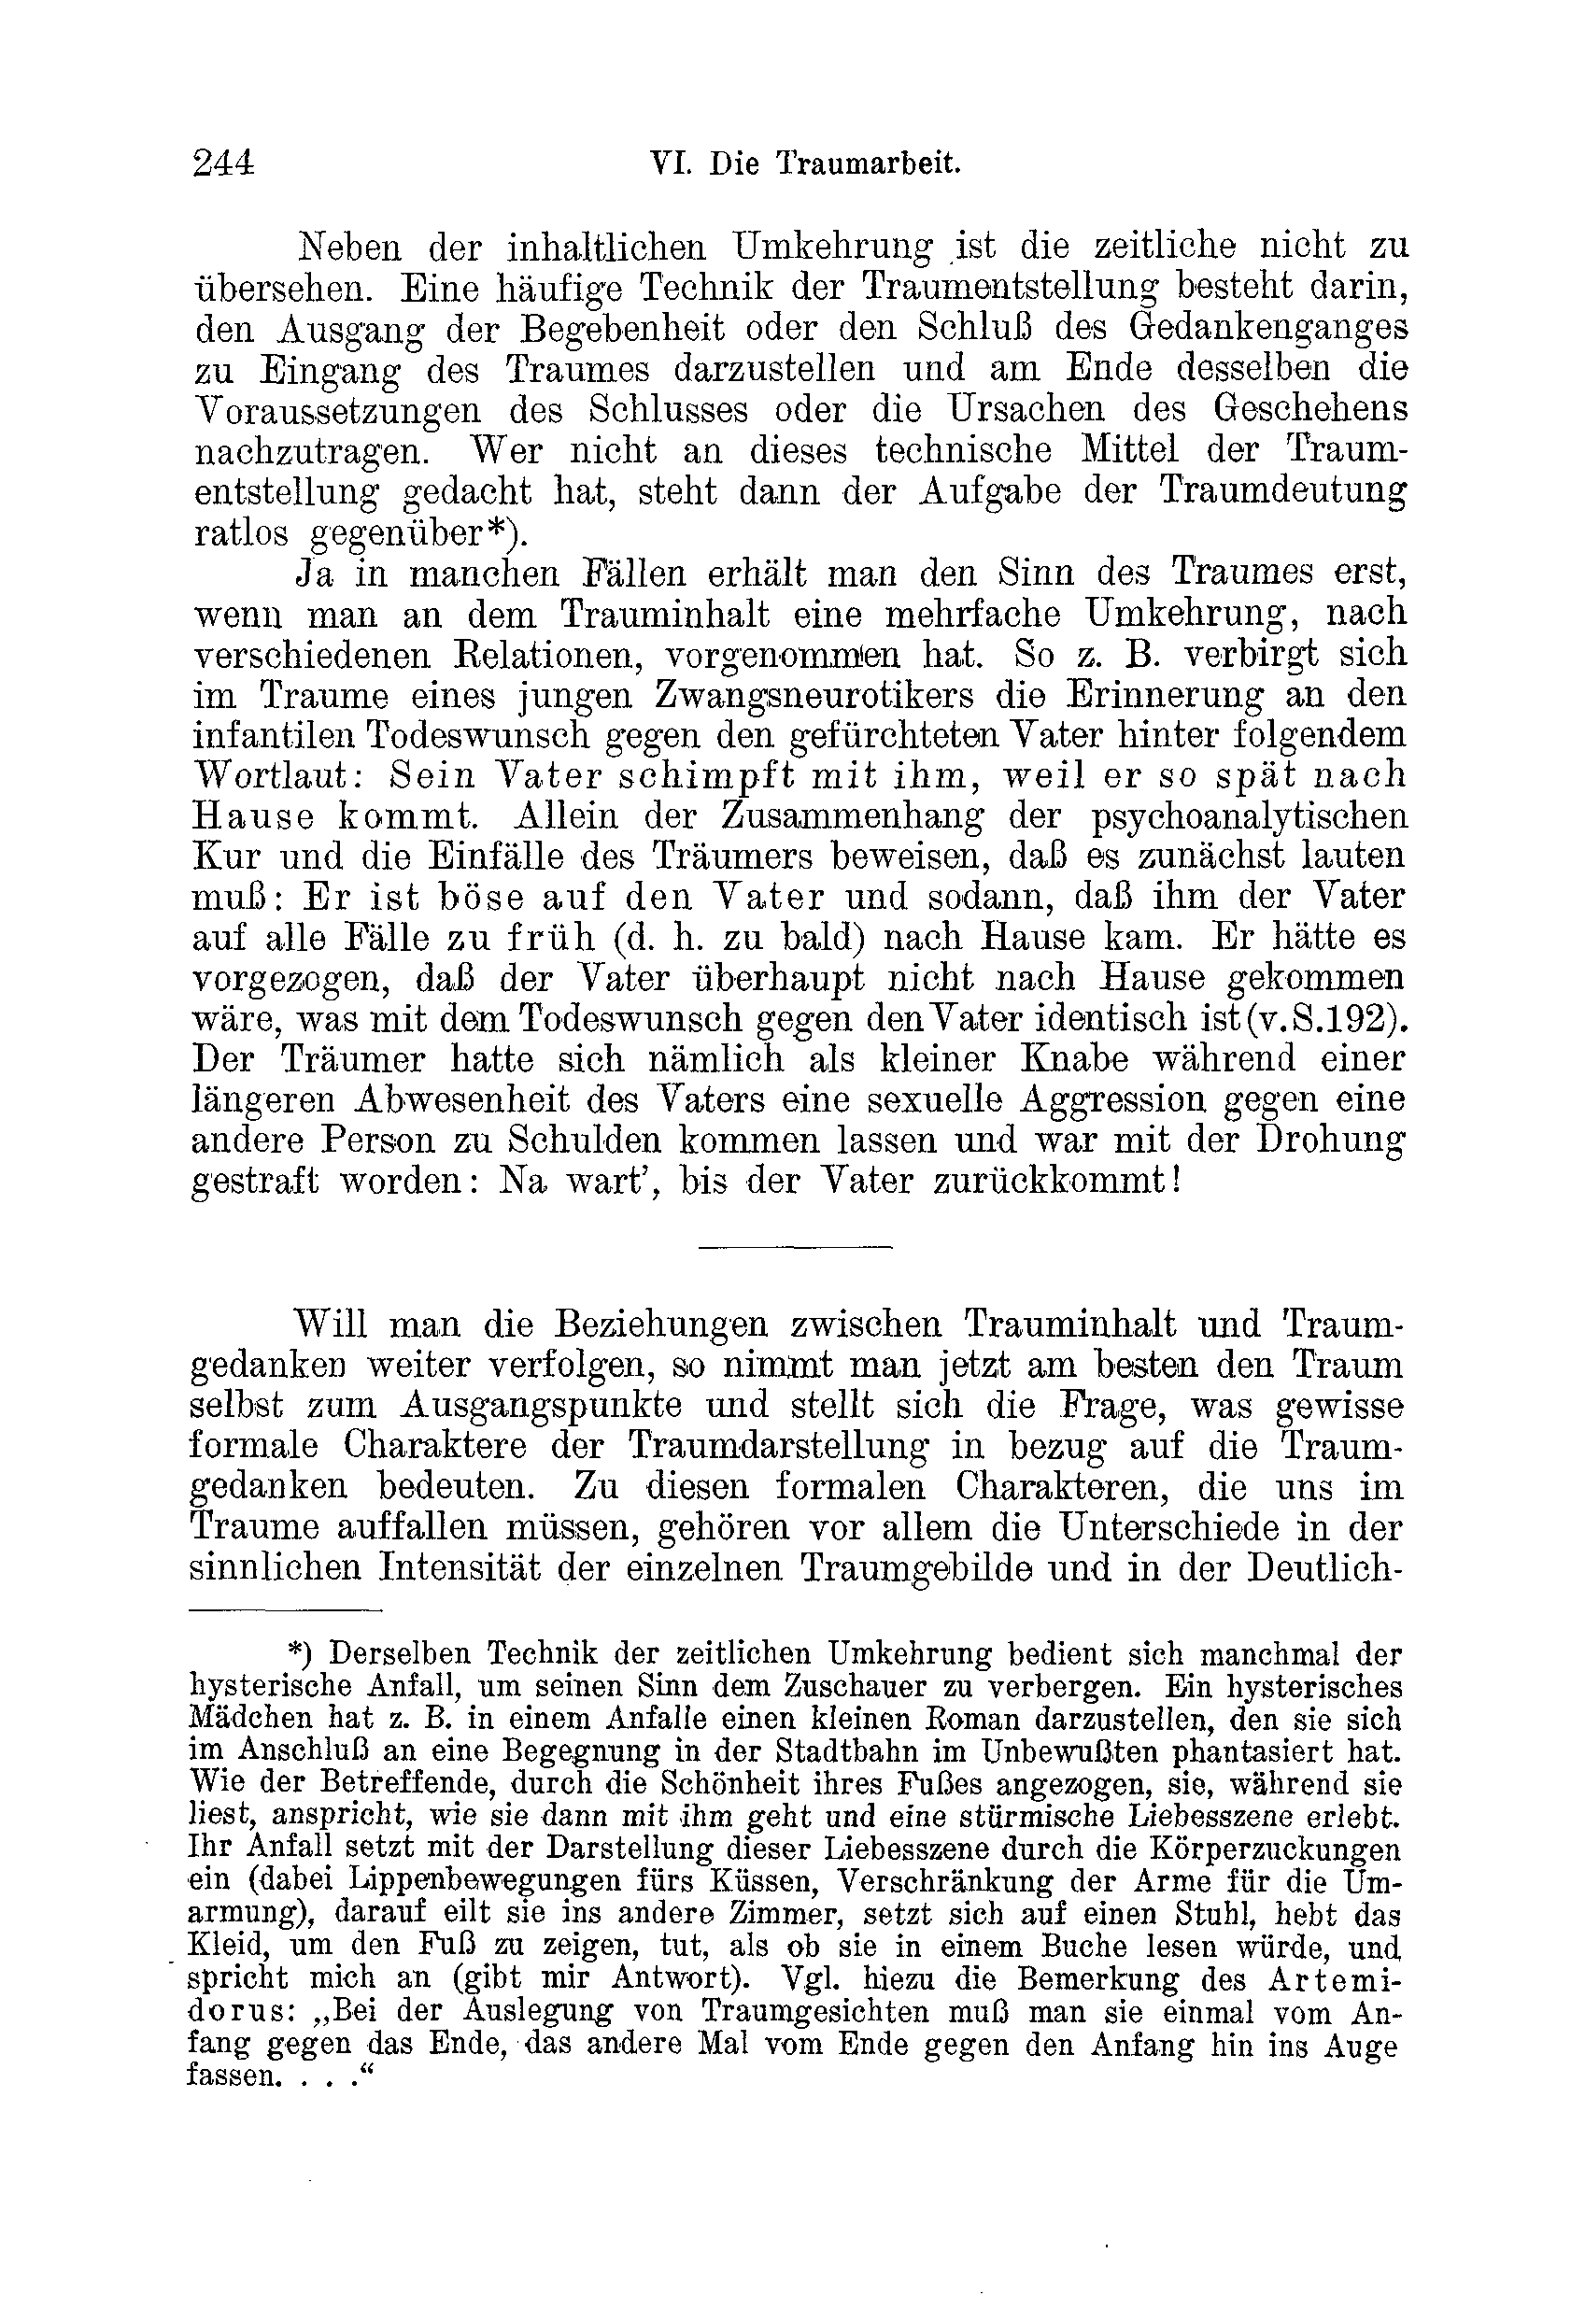 244 VI. Die Traumarbeit.
Neben der inhaltlichen Umkehrung ist die zeitliche nicht zu
übersehen. Eine häufige Technik der Traumentstellung besteht darin,
den Ausgang der Begebenheit oder den Schluß des Gedankenganges
zu Eingang des Traumes darzustellen und am Ende desselben die
Voraussetzungen des Schlusses oder die Ursachen des Geschehens
nachzutragen. Wer nicht an dieses technische Mittel der Traum-
entstellung gedacht hat, steht dann der Aufgabe der Traumdeutung
ratlos gegenüber*).
Ja in manchen Fällen erhält man den Sinn des Traumes erst,
wenn man an dem Trauminhalt eine mehrfache Umkehrung, nach
verschiedenen Relationen, vorgenommen hat. So z. B. verbirgt sich
im Traume eines jungen Zwangsneurotikers die Erinnerung an den
infantilen Todeswunsch gegen den gefürchteten Vater hinter folgendem
Wortlaut: Sein Vater schimpft mit ihm, weil er so spät nach
Hause kommt. Allein der Zusammenhang der psychoanalytischen
Kur und die Einfälle des Träumers beweisen, daß es zunächst lauten
muß: Er ist böse auf den Vater und sodann, daß ihm der Vater
auf alle Fälle zu früh (d. h. zu bald) nach Hause kam. Er hätte es
vorgezogen, daß der Vater überhaupt nicht nach Hause gekommen
wäre, was mit dem Todeswunsch gegen den Vater identisch ist (v. S. 192).
Der Träumer hatte sich nämlich als kleiner Knabe während einer
längeren Abwesenheit des Vaters eine sexuelle Aggression gegen eine
andere Person zu Schulden kommen lassen und war mit der Drohung
gestraft worden: Na wart’, bis der Vater zurückkommt!
Will man die Beziehungen zwischen Trauminhalt und Traum-
gedanken weiter verfolgen, so nimmt man jetzt am besten den Traum
selbst zum Ausgangspunkte und stellt sich die Frage, was gewisse
formale Charaktere der Traumdarstellung in bezug auf die Traum-
gedanken bedeuten. Zu diesen formalen Charakteren, die uns im
Traume auffallen müssen, gehören vor allem die Unterschiede in der
sinnlichen Intensität der einzelnen Traumgebilde und in der Deutlich-
*) Derselben Technik der zeitlichen Umkehrung bedient sich manchmal der
hysterische Anfall, um seinen Sinn dem Zuschauer zu verbergen. Ein hysterisches
Mädchen hat z. B. in einem Anfalle einen kleinen Roman darzustellen, den sie sich
im Anschluß an eine Begegnung in der Stadtbahn im Unbewußten phantasiert hat.
Wie der Betreffende, durch die Schönheit ihres Fußes angezogen, sie, während sie
liest, anspricht, wie sie dann mit ihm geht und eine stürmische Liebesszene erlebt.
Ihr Anfall setzt mit der Darstellung dieser Liebesszene durch die Körperzuckungen
ein (dabei Lippenbewegungen fürs Küssen, Verschränkung der Arme für die Um-
armung), darauf eilt sie ins andere Zimmer, setzt sich auf einen Stuhl, hebt das
Kleid, um den Fuß zu zeigen, tut, als ob sie in einem Buche lesen würde, und
spricht mich an (gibt mir Antwort). Vgl. hiezu die Bemerkung des Artemi-
dorus: „Bei der Auslegung von Traumgesichten muß man sie einmal vom An-
fang gegen das Ende, das andere Mal vom Ende gegen den Anfang hin ins Auge
fassen. . . .“